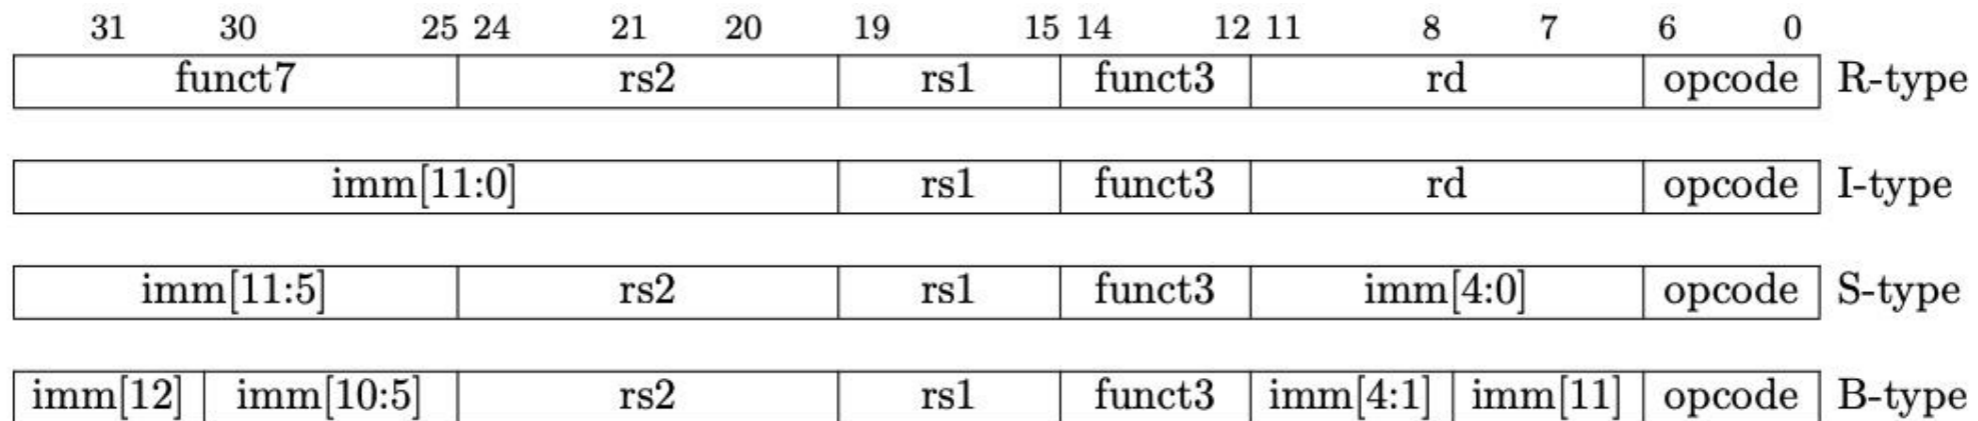 31 30 25 24 21 20 19 15 14 12 11 8 7 6 0
funct7 rs2 rs1 funct3 rd opcode R-type
imm[11:0] rs1 funct3 rd opcode I-type
imm[11:5] rs2 rs1 funct3 imm[4:0] opcode S-type
imm[12] imm[10:5] rs2 rs1 funct3 imm[4:1] imm[11] opcode B-type